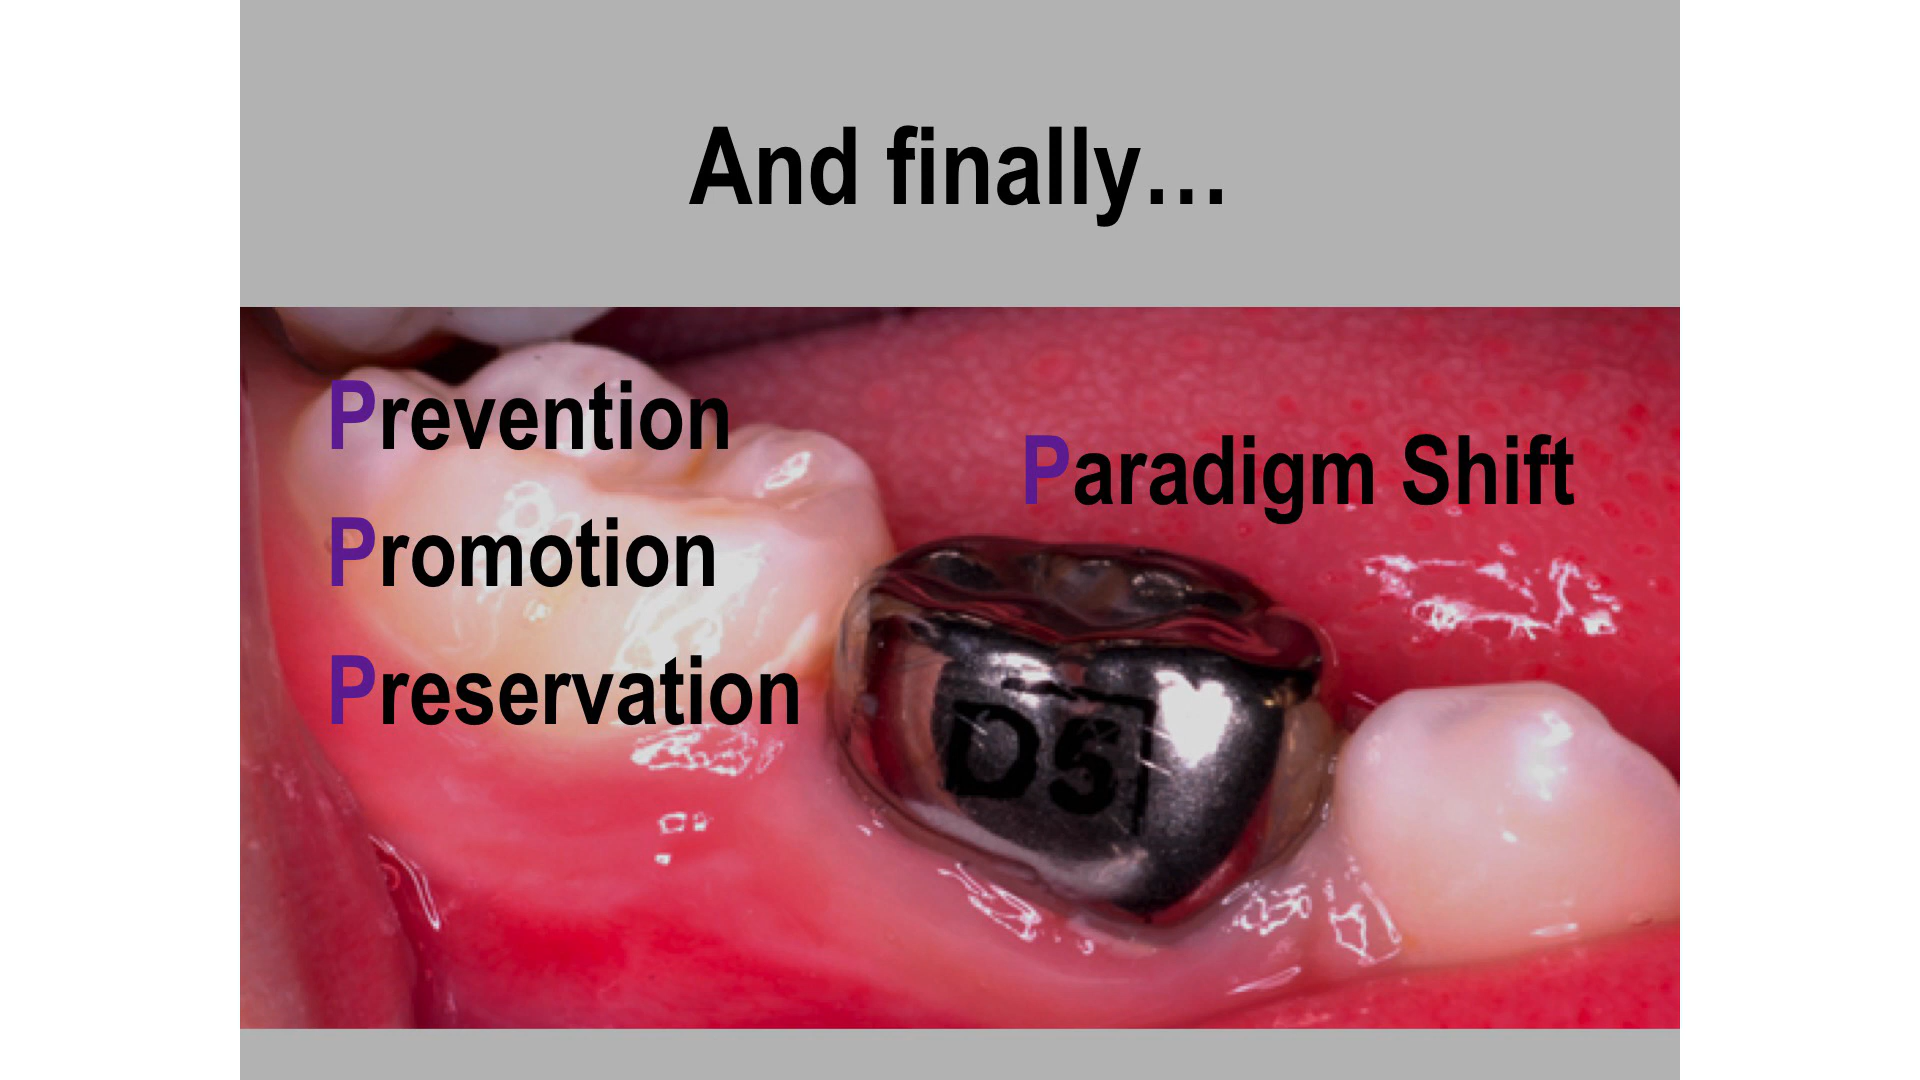 And finally…
Prevention
Promotion
Preservation
Paradigm Shift
D5